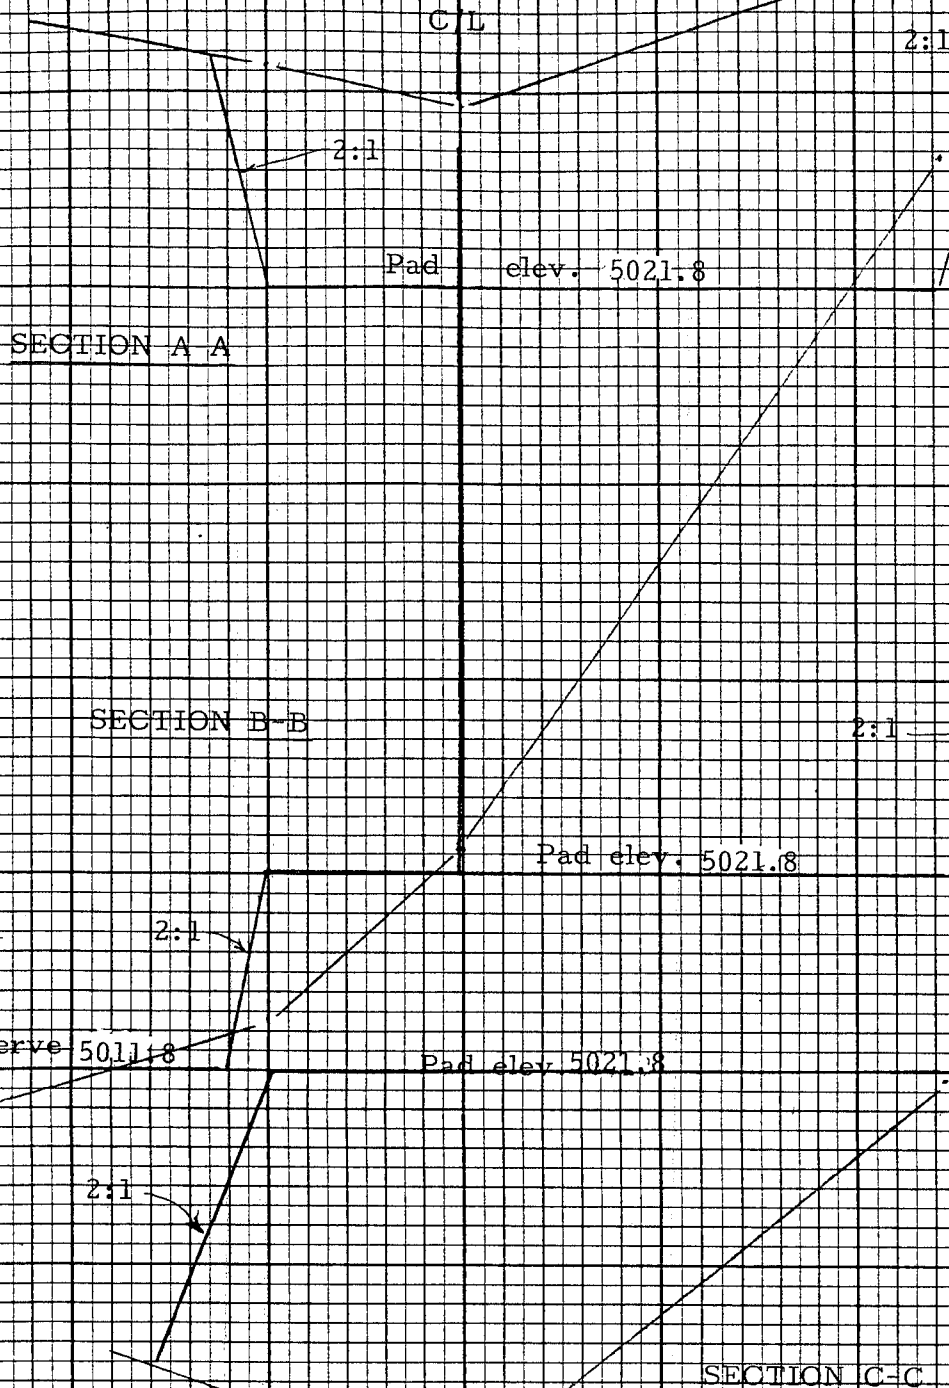 C/L
2:1
2:1
Pad elev. 5021.8
SECTION A A
SECTION B-B
2:1
Pad elev. 5021.8
2:1
erve 5011.8
Pad elev 5021.8
2:1
SECTION C-C